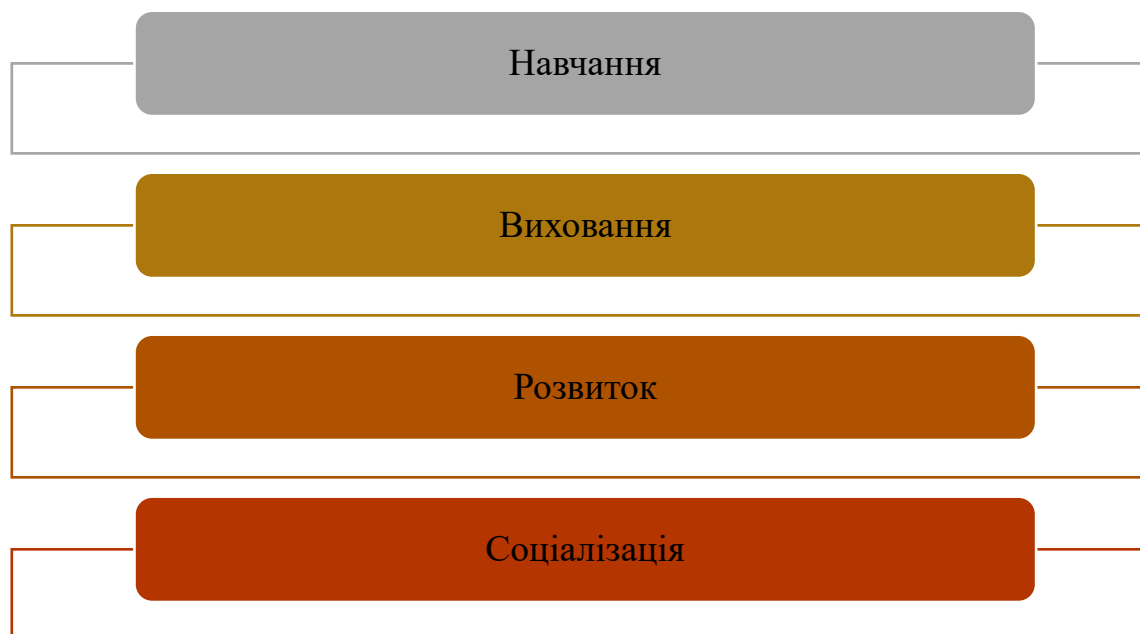 Навчання
Виховання
Розвиток
Соціалізація